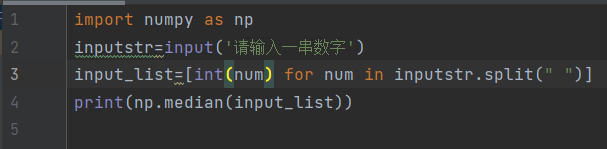 1 import numpy as np
2 inputstr=input('请输入一串数字')
3 input_list=[int(num) for num in inputstr.split(" ")]
4 print(np.median(input_list))
5